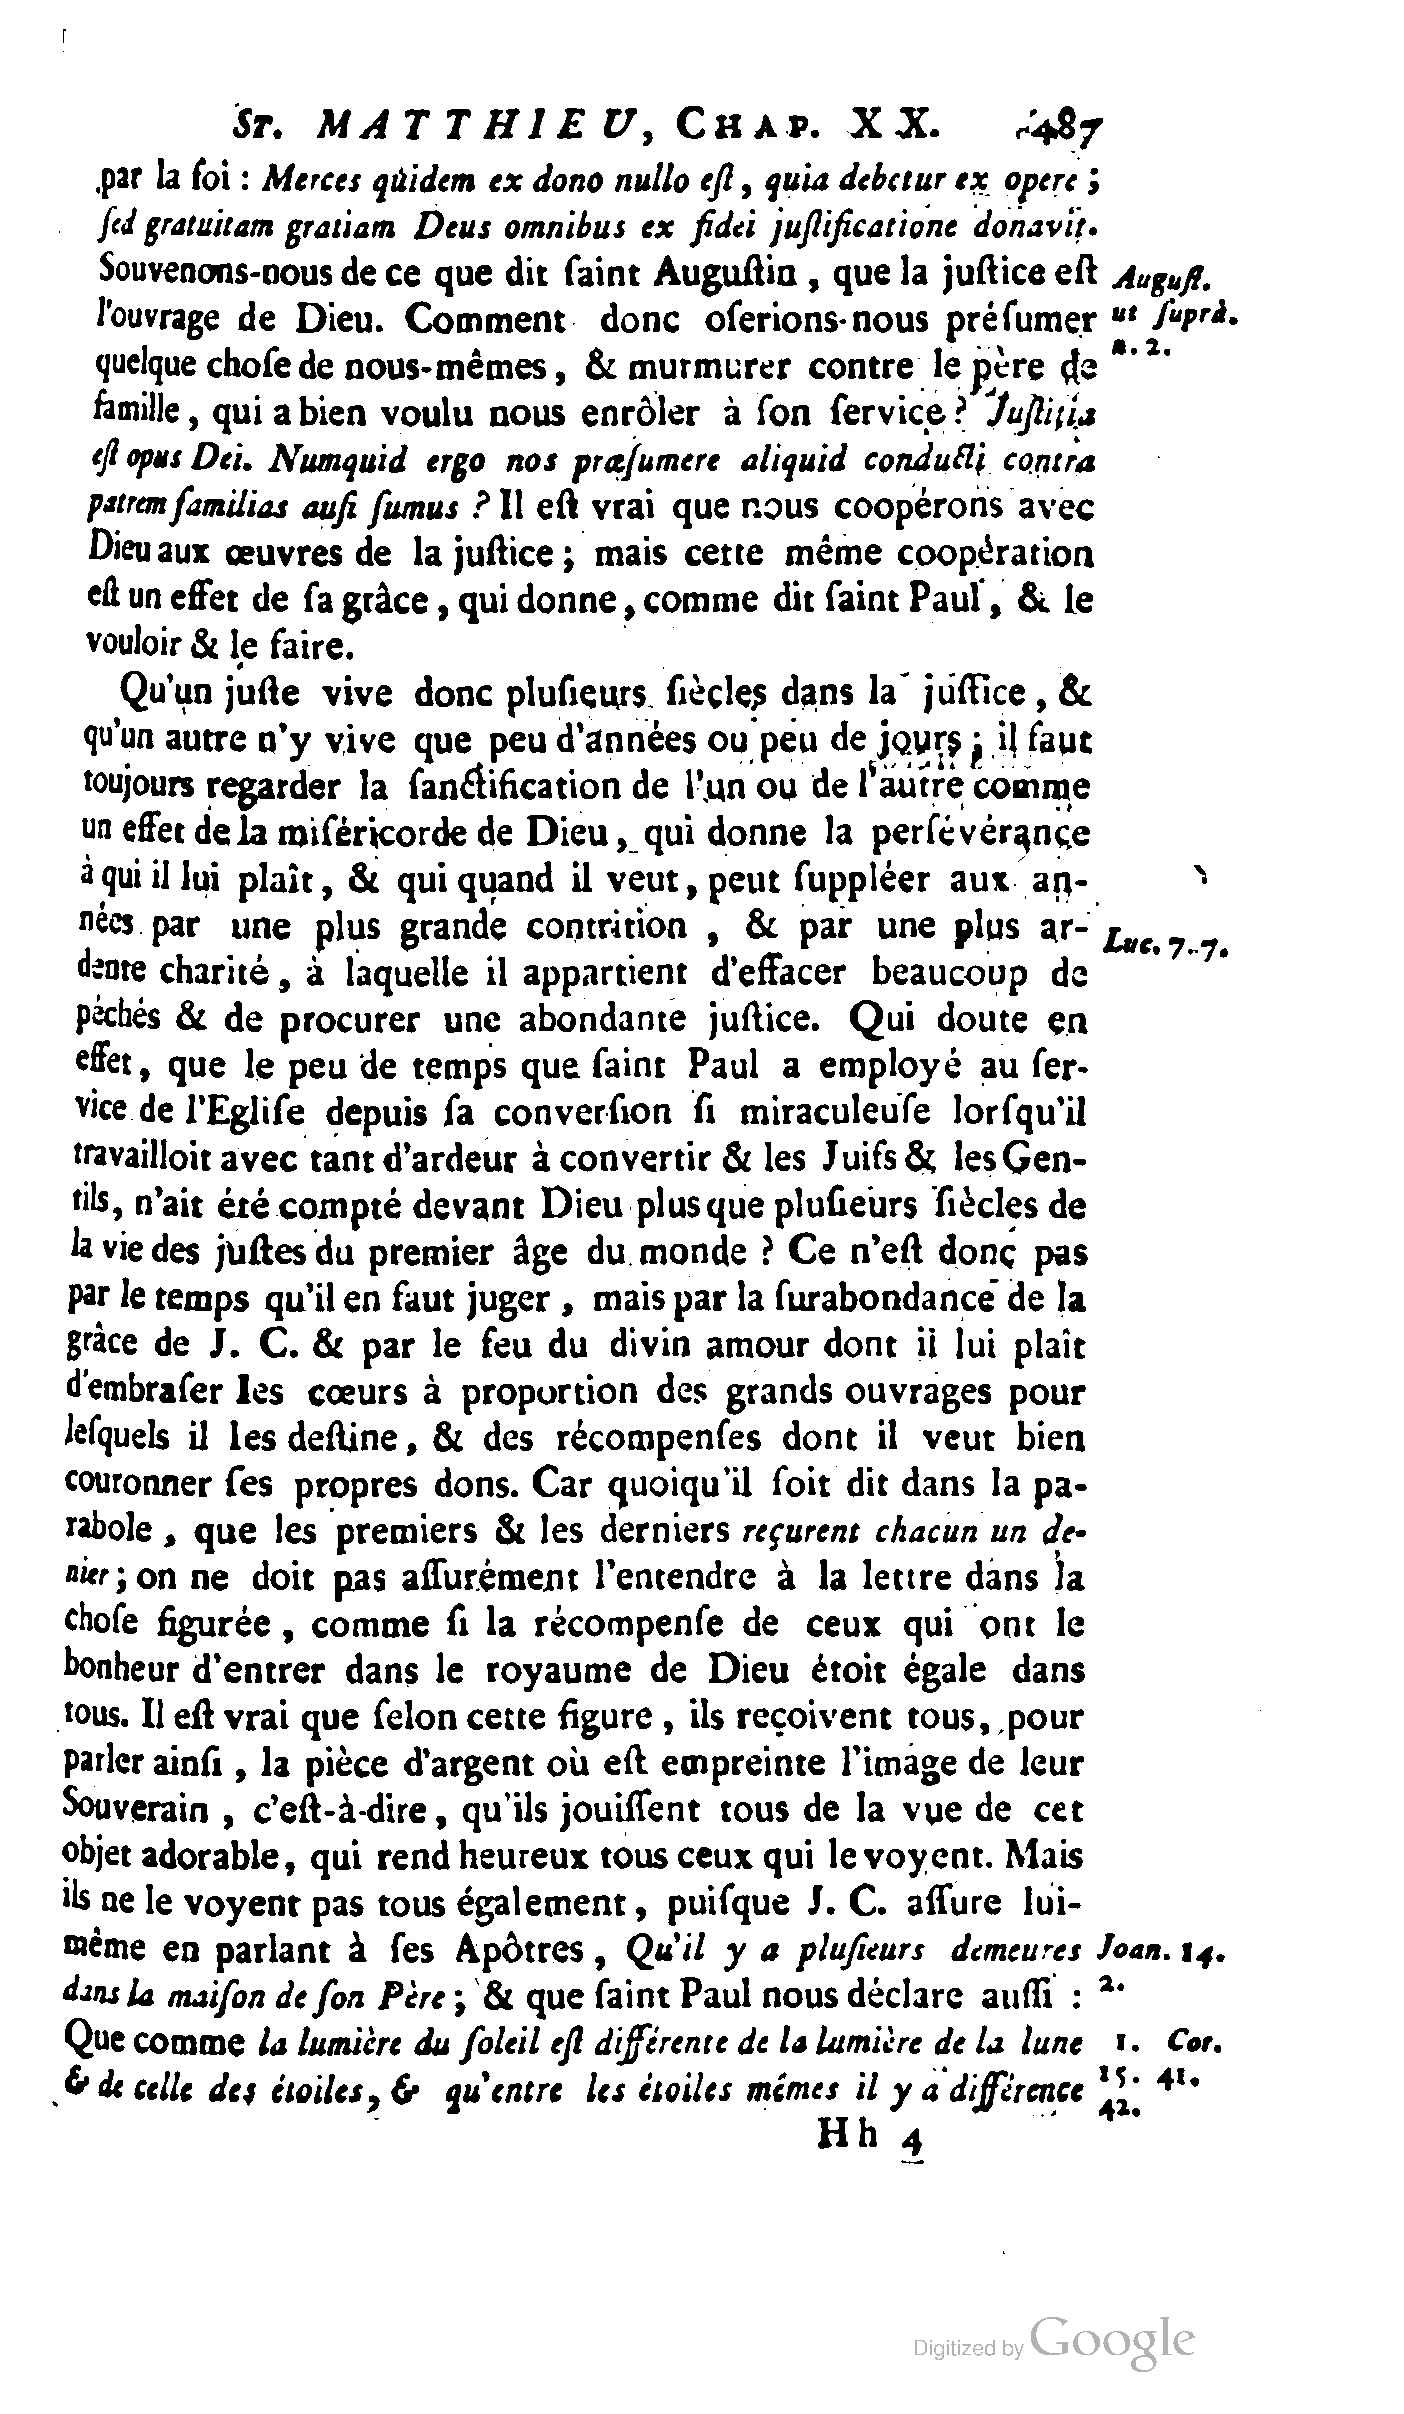 ST. MATTHIEU, CHAP. XX. 487
par la foi : Merces quidem ex dono nullo eſt, quia debetur ex opere ;
ſed gratuitam gratiam Deus omnibus ex fidei juſtificatione donavit.
Souvenons-nous de ce que dit ſaint Auguſtin, que la juſtice eſt
Auguſt.
l'ouvrage de Dieu. Comment donc oſerions-nous préſumer
ut ſuprà.
quelque choſe de nous-mêmes, & murmurer contre le père de
n. 2.
famille, qui a bien voulu nous enrôler à ſon ſervice ? Juſtitia
eſt opus Dei. Numquid ergo nos præſumere aliquid conducti contra
patrem familias auſi ſumus ? Il eſt vrai que nous coopérons avec
Dieu aux œuvres de la juſtice ; mais cette même coopération
eſt un effet de ſa grâce, qui donne, comme dit ſaint Paul, & le
vouloir & le faire.
Qu'un juſte vive donc pluſieurs ſiècles dans la juſtice, &
qu'un autre n'y vive que peu d'années ou peu de jours ; il faut
toujours regarder la ſanctification de l'un ou de l'autre comme
un effet de la miſéricorde de Dieu, qui donne la perſévérance
à qui il lui plaît, & qui quand il veut, peut ſuppléer aux an-
nées par une plus grande contrition, & par une plus ar-
Luc. 7. 7.
dente charité, à laquelle il appartient d'effacer beaucoup de
péchés & de procurer une abondante juſtice. Qui doute en
effet, que le peu de temps que ſaint Paul a employé au ſer-
vice de l'Egliſe depuis ſa converſion ſi miraculeuſe lorſqu'il
travailloit avec tant d'ardeur à convertir & les Juifs & les Gen-
tils, n'ait été compté devant Dieu plus que pluſieurs ſiècles de
la vie des juſtes du premier âge du monde ? Ce n'eſt donc pas
par le temps qu'il en faut juger, mais par la ſurabondance de la
grâce de J. C. & par le feu du divin amour dont il lui plaît
d'embraſer les cœurs à proportion des grands ouvrages pour
leſquels il les deſtine, & des récompenſes dont il veut bien
couronner ſes propres dons. Car quoiqu'il ſoit dit dans la pa-
rabole, que les premiers & les derniers reçurent chacun un de-
nier ; on ne doit pas aſſurément l'entendre à la lettre dans la
choſe figurée, comme ſi la récompenſe de ceux qui ont le
bonheur d'entrer dans le royaume de Dieu étoit égale dans
tous. Il eſt vrai que ſelon cette figure, ils reçoivent tous, pour
parler ainſi, la pièce d'argent où eſt empreinte l'image de leur
Souverain, c'eſt-à-dire, qu'ils jouiſſent tous de la vue de cet
objet adorable, qui rend heureux tous ceux qui le voyent. Mais
ils ne le voyent pas tous également, puiſque J. C. aſſure lui-
même en parlant à ſes Apôtres, Qu'il y a pluſieurs demeures
Joan. 14.
dans la maiſon de ſon Père ; & que ſaint Paul nous déclare auſſi :
2.
Que comme la lumière du ſoleil eſt différente de la lumière de la lune
1. Cor.
& de celle des étoiles, & qu'entre les étoiles mêmes il y a différence
15. 41.
42.
Hh 4
Digitized by Google